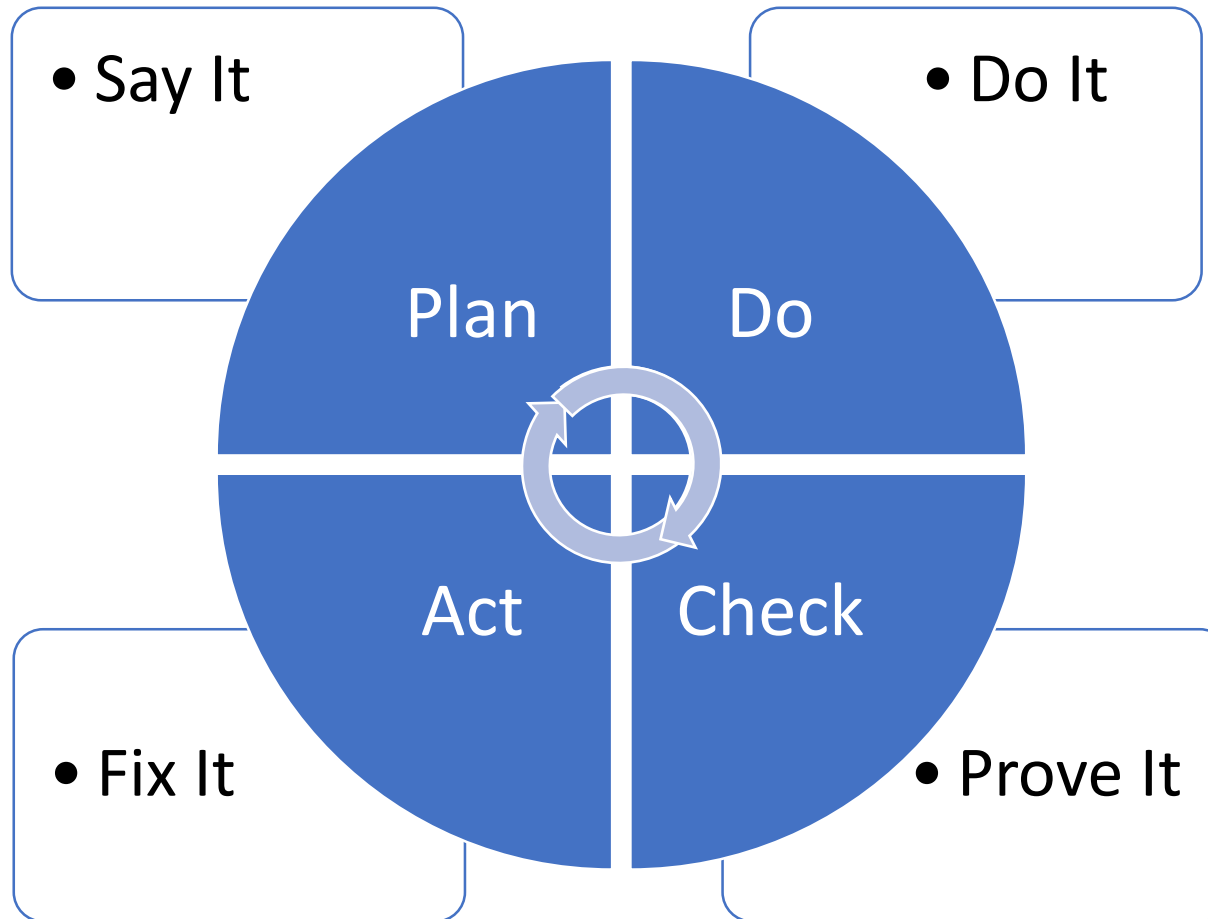 • Say It
• Do It
Plan
Do
Act
Check
• Fix It
• Prove It